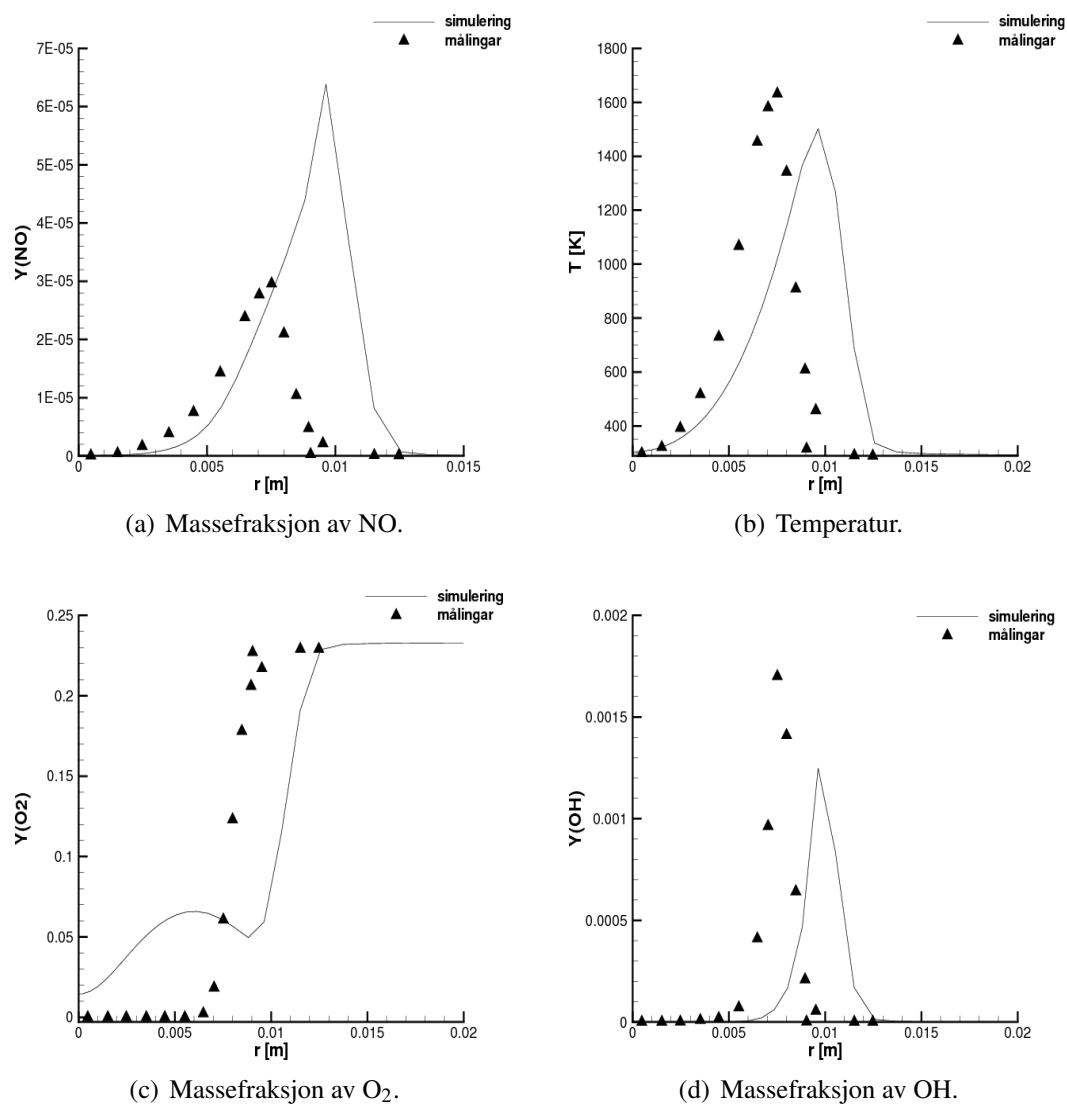 simulering
målingar
7E-05
6E-05
5E-05
4E-05
3E-05
2E-05
1E-05
0
Y(NO)
0 0.005 0.01 0.015
r [m]
(a) Massefraksjon av NO.
simulering
målingar
1800
1600
1400
1200
1000
800
600
400
T [K]
0 0.005 0.01 0.015 0.02
r [m]
(b) Temperatur.
simulering
målingar
0.25
0.2
0.15
0.1
0.05
0
Y(O2)
0 0.005 0.01 0.015 0.02
r [m]
(c) Massefraksjon av O₂.
simulering
målingar
0.002
0.0015
0.001
0.0005
0
Y(OH)
0 0.005 0.01 0.015 0.02
r [m]
(d) Massefraksjon av OH.